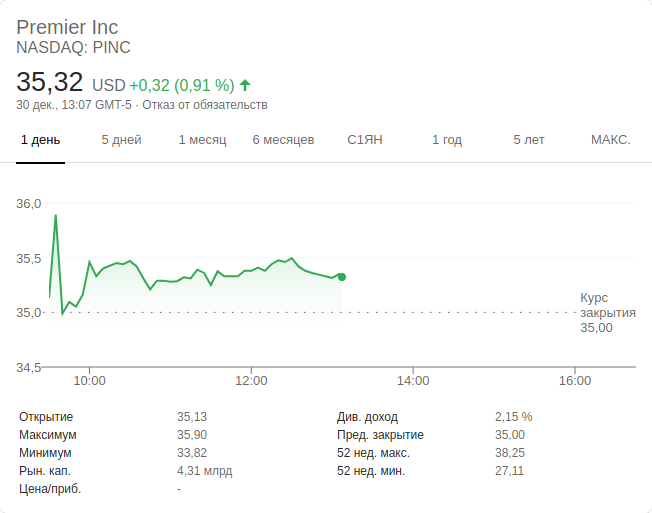 Premier Inc
NASDAQ: PINC
35,32 USD +0,32 (0,91 %)
30 дек., 13:07 GMT-5 · Отказ от обязательств
1 день 5 дней 1 месяц 6 месяцев С1ЯН 1 год 5 лет МАКС.
36,0
35,5
35,0
Курс
закрытия
35,00
34,5
10:00 12:00 14:00 16:00
Открытие 35,13 Див. доход 2,15 %
Максимум 35,90 Пред. закрытие 35,00
Минимум 33,82 52 нед. макс. 38,25
Рын. кап. 4,31 млрд 52 нед. мин. 27,11
Цена/приб. -